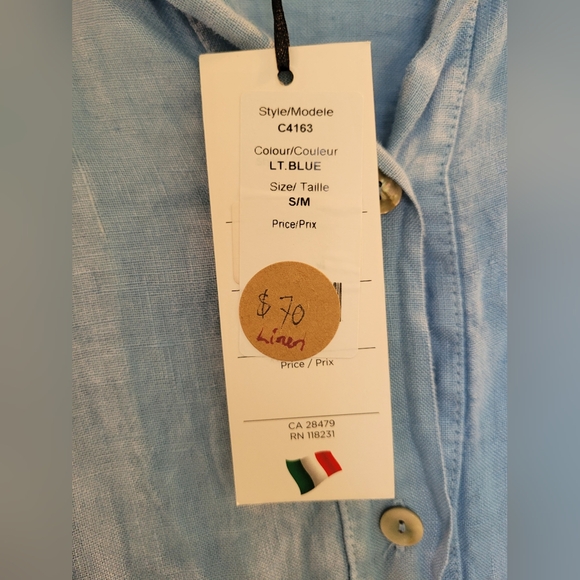 Style/Modele
C4163
Colour/Couleur
LT.BLUE
Size/ Taille
S/M
Price/Prix
$ 70
Linen
Price / Prix
CA 28479
RN 118231